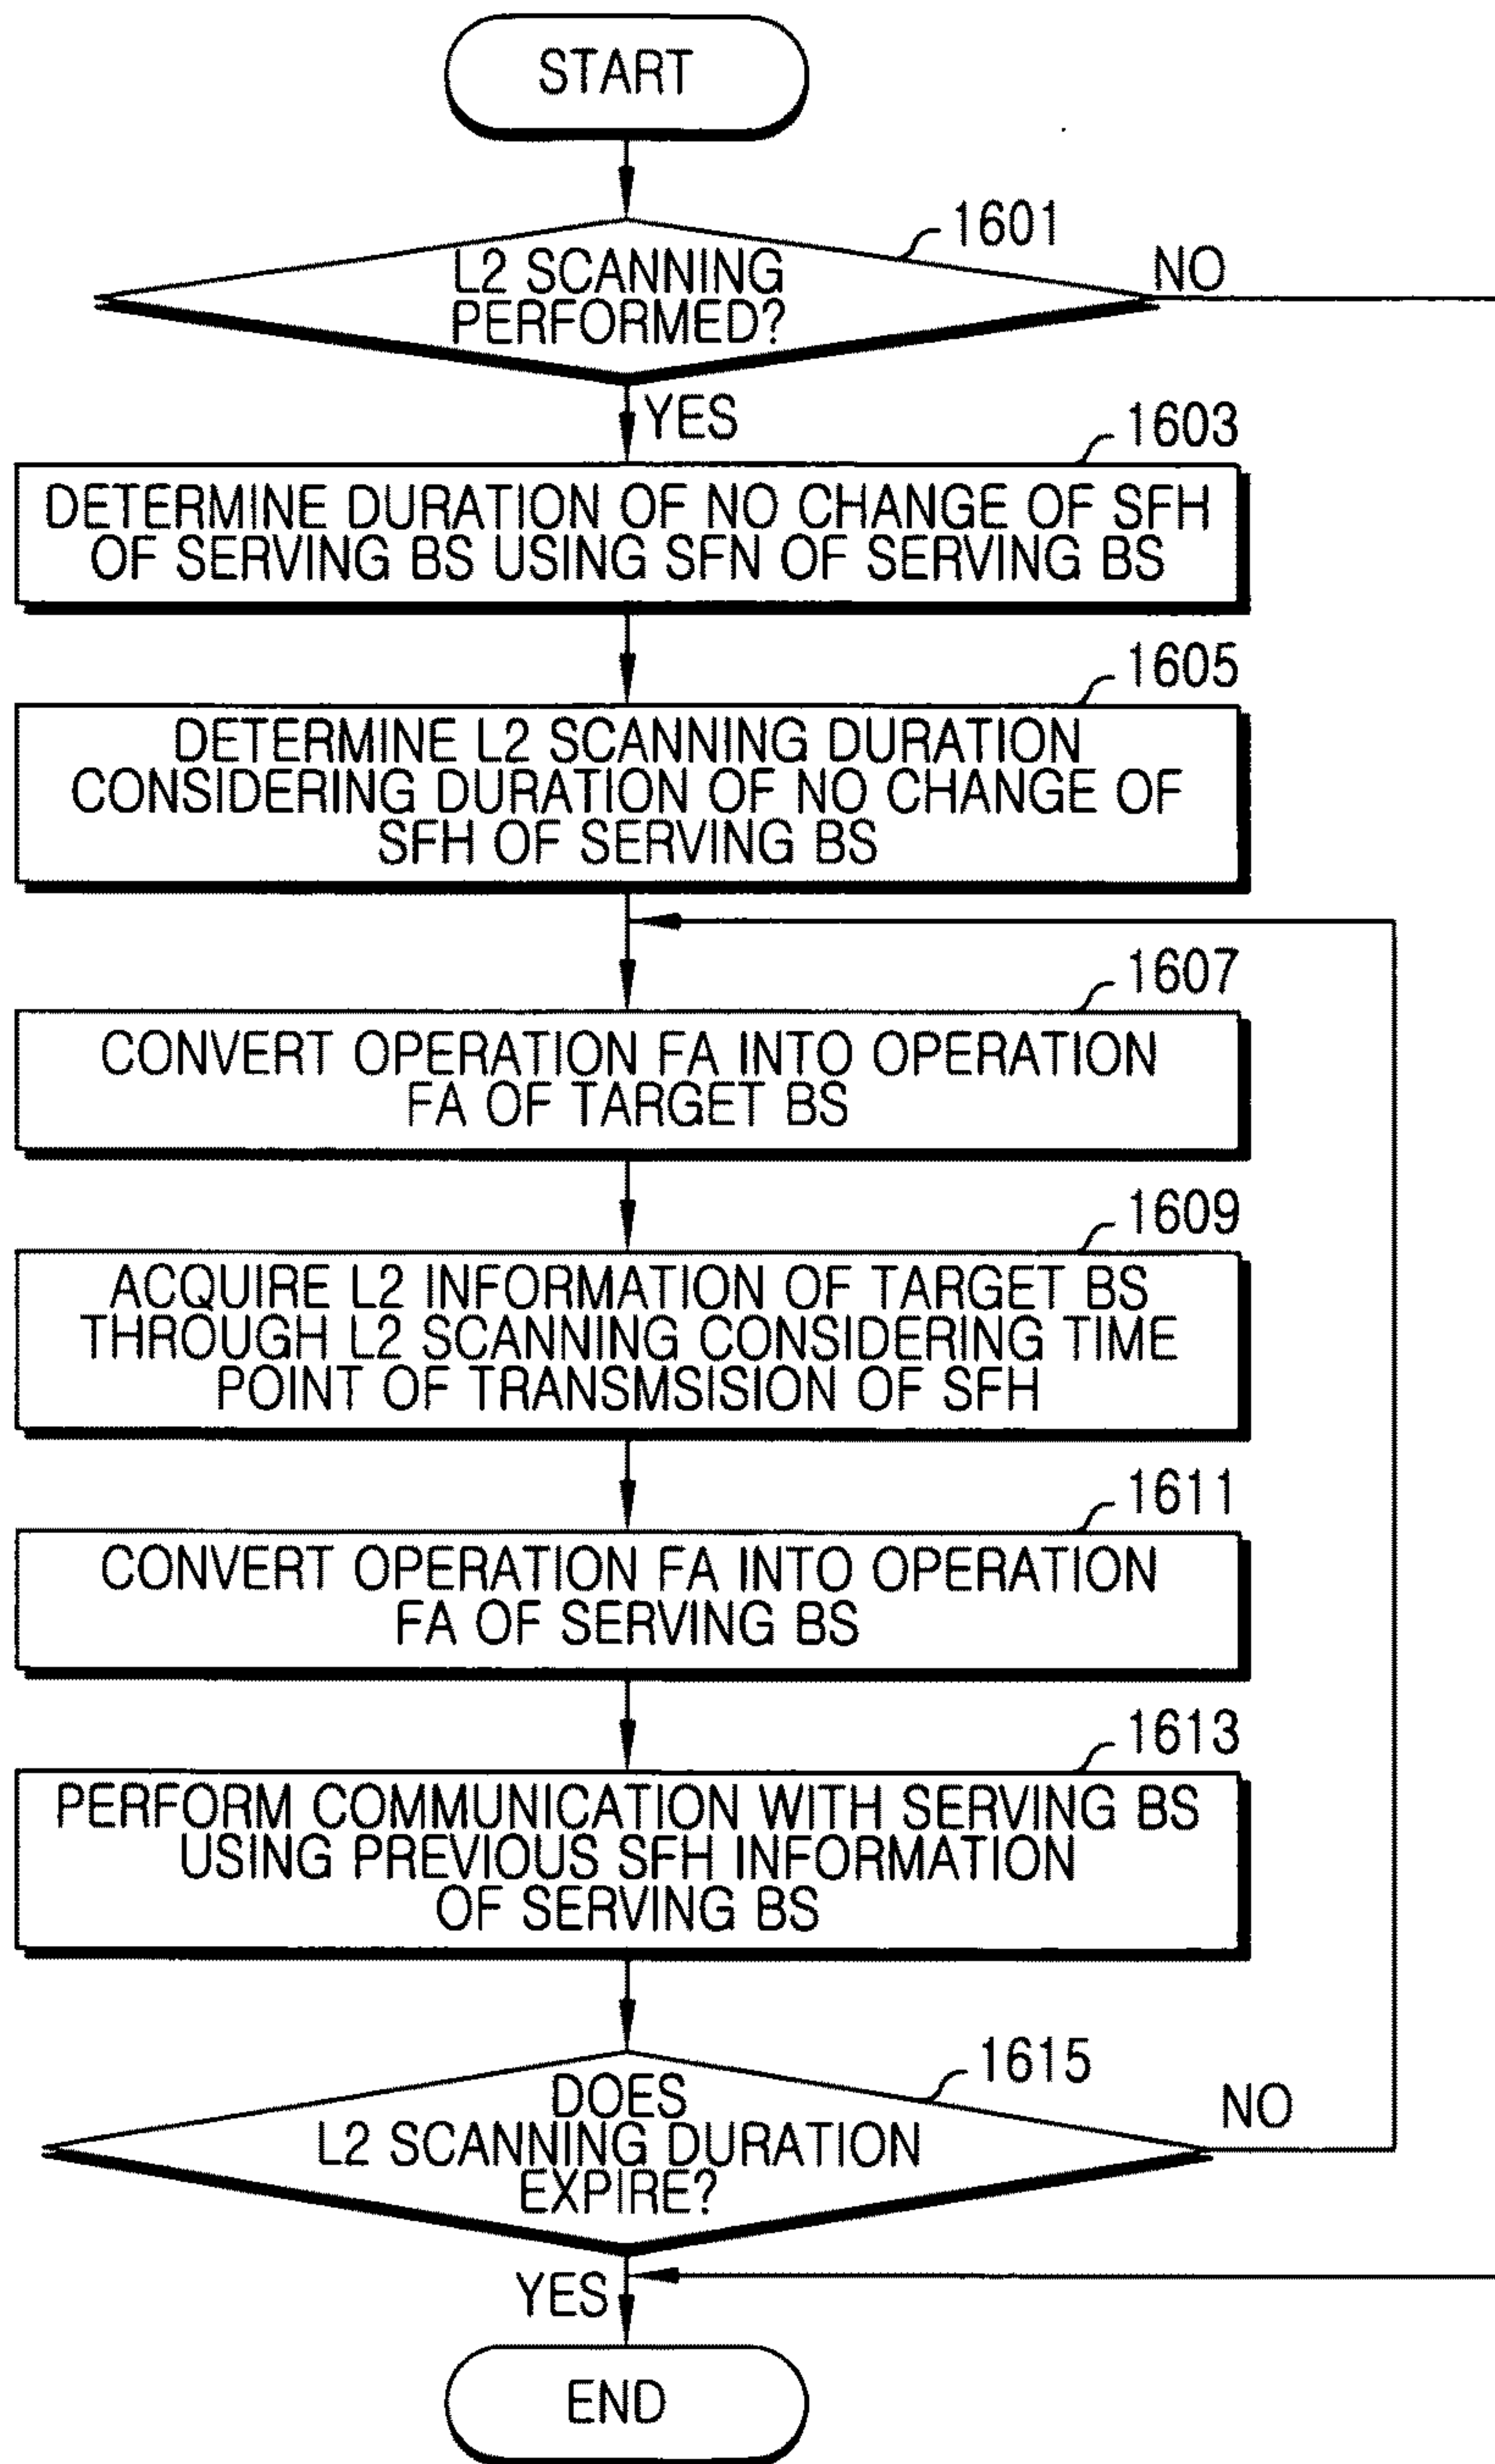 START
1601
L2 SCANNING
PERFORMED?
NO
YES
1603
DETERMINE DURATION OF NO CHANGE OF SFH
OF SERVING BS USING SFN OF SERVING BS
1605
DETERMINE L2 SCANNING DURATION
CONSIDERING DURATION OF NO CHANGE OF
SFH OF SERVING BS
1607
CONVERT OPERATION FA INTO OPERATION
FA OF TARGET BS
1609
ACQUIRE L2 INFORMATION OF TARGET BS
THROUGH L2 SCANNING CONSIDERING TIME
POINT OF TRANSMSISION OF SFH
1611
CONVERT OPERATION FA INTO OPERATION
FA OF SERVING BS
1613
PERFORM COMMUNICATION WITH SERVING BS
USING PREVIOUS SFH INFORMATION
OF SERVING BS
1615
DOES
L2 SCANNING DURATION
EXPIRE?
NO
YES
END